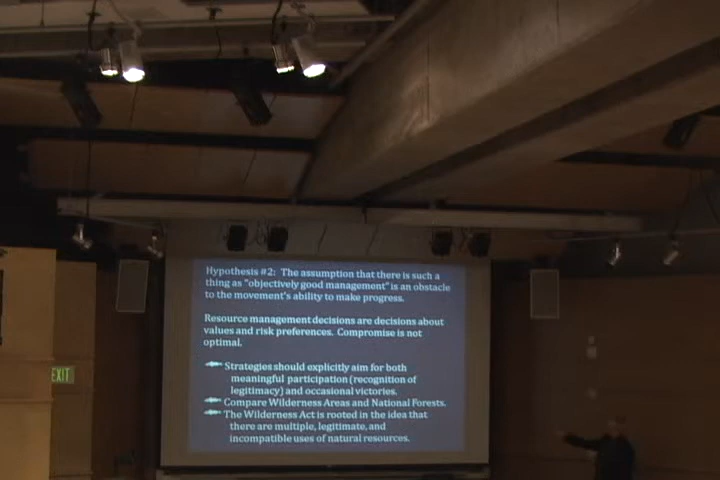 Hypothesis #2: The assumption that there is such a
thing as "objectively good management" is an obstacle
to the movement's ability to make progress.
Resource management decisions are decisions about
values and risk preferences. Compromise is not
optimal.
Strategies should explicitly aim for both
meaningful participation (recognition of
legitimacy) and occasional victories.
Compare Wilderness Areas and National Forests.
The Wilderness Act is rooted in the idea that
there are multiple, legitimate, and
incompatible uses of natural resources.
EXIT